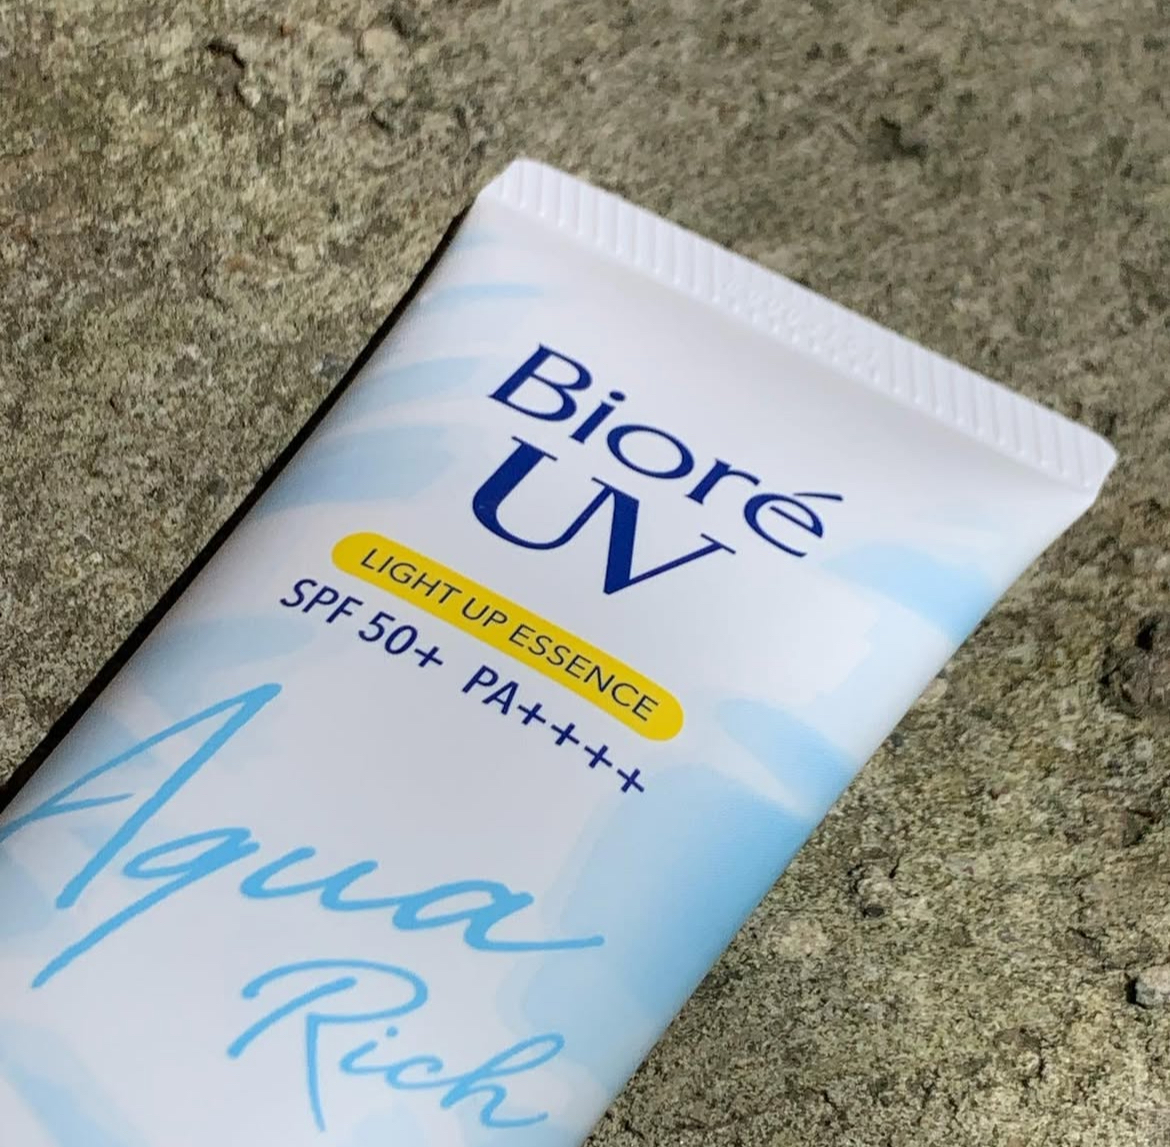 Bioré
UV
LIGHT UP ESSENCE
SPF 50+ PA++++
Aqua
Rich